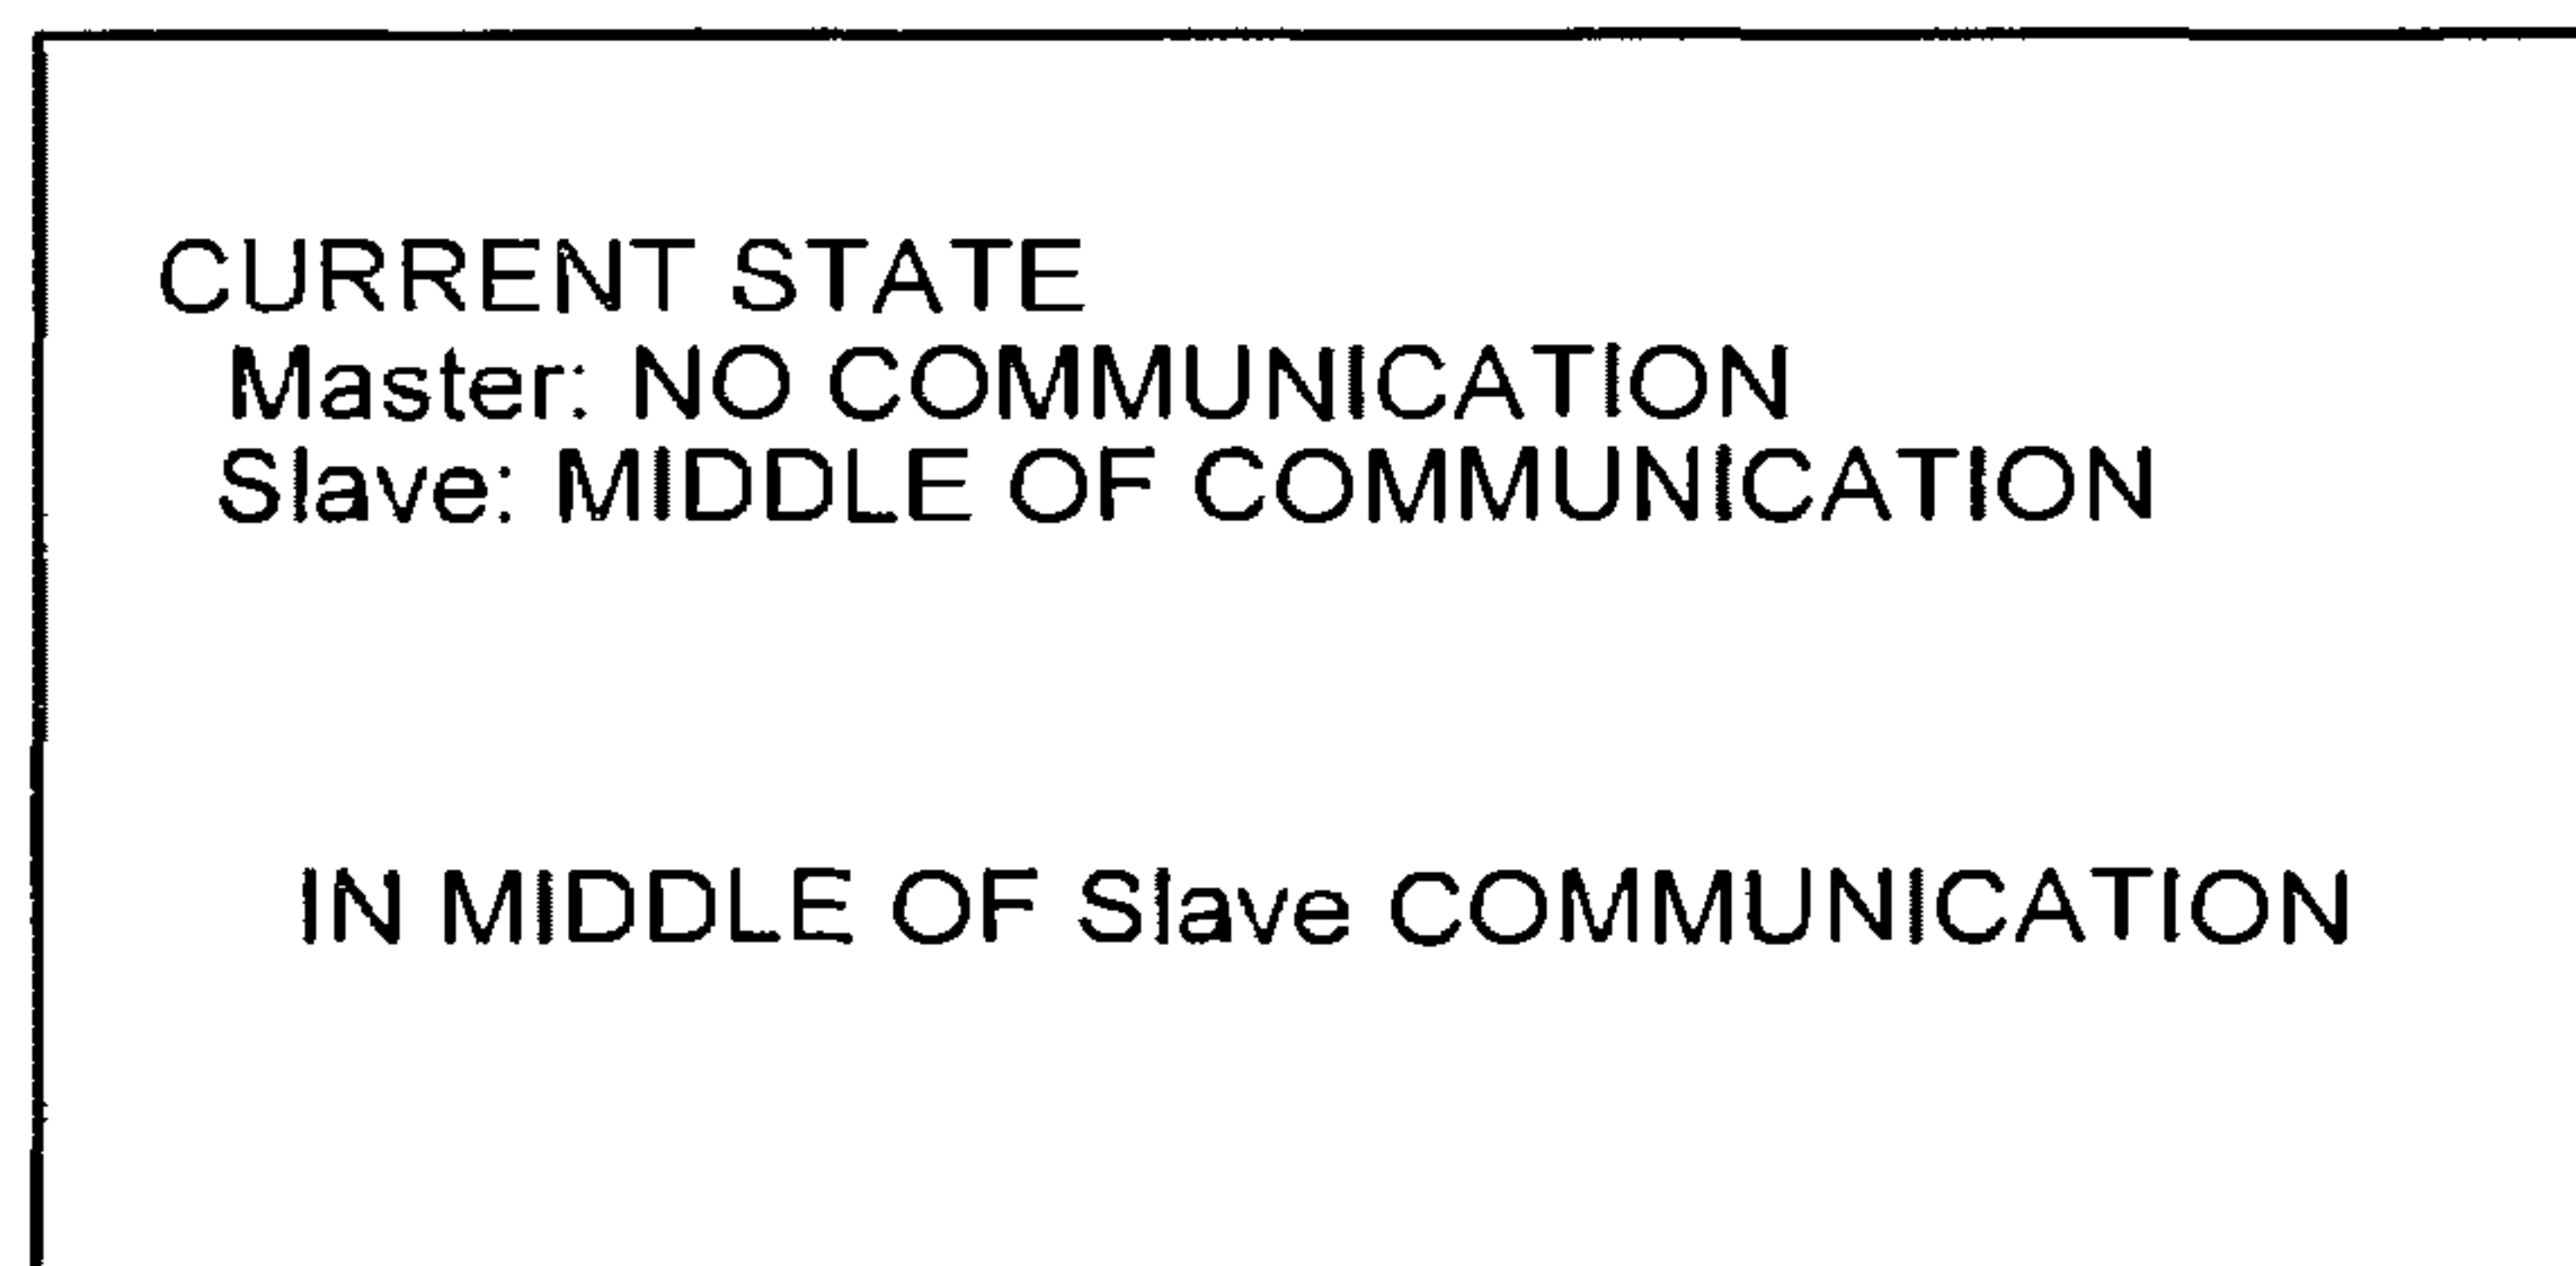 CURRENT STATE
Master: NO COMMUNICATION
Slave: MIDDLE OF COMMUNICATION
IN MIDDLE OF Slave COMMUNICATION